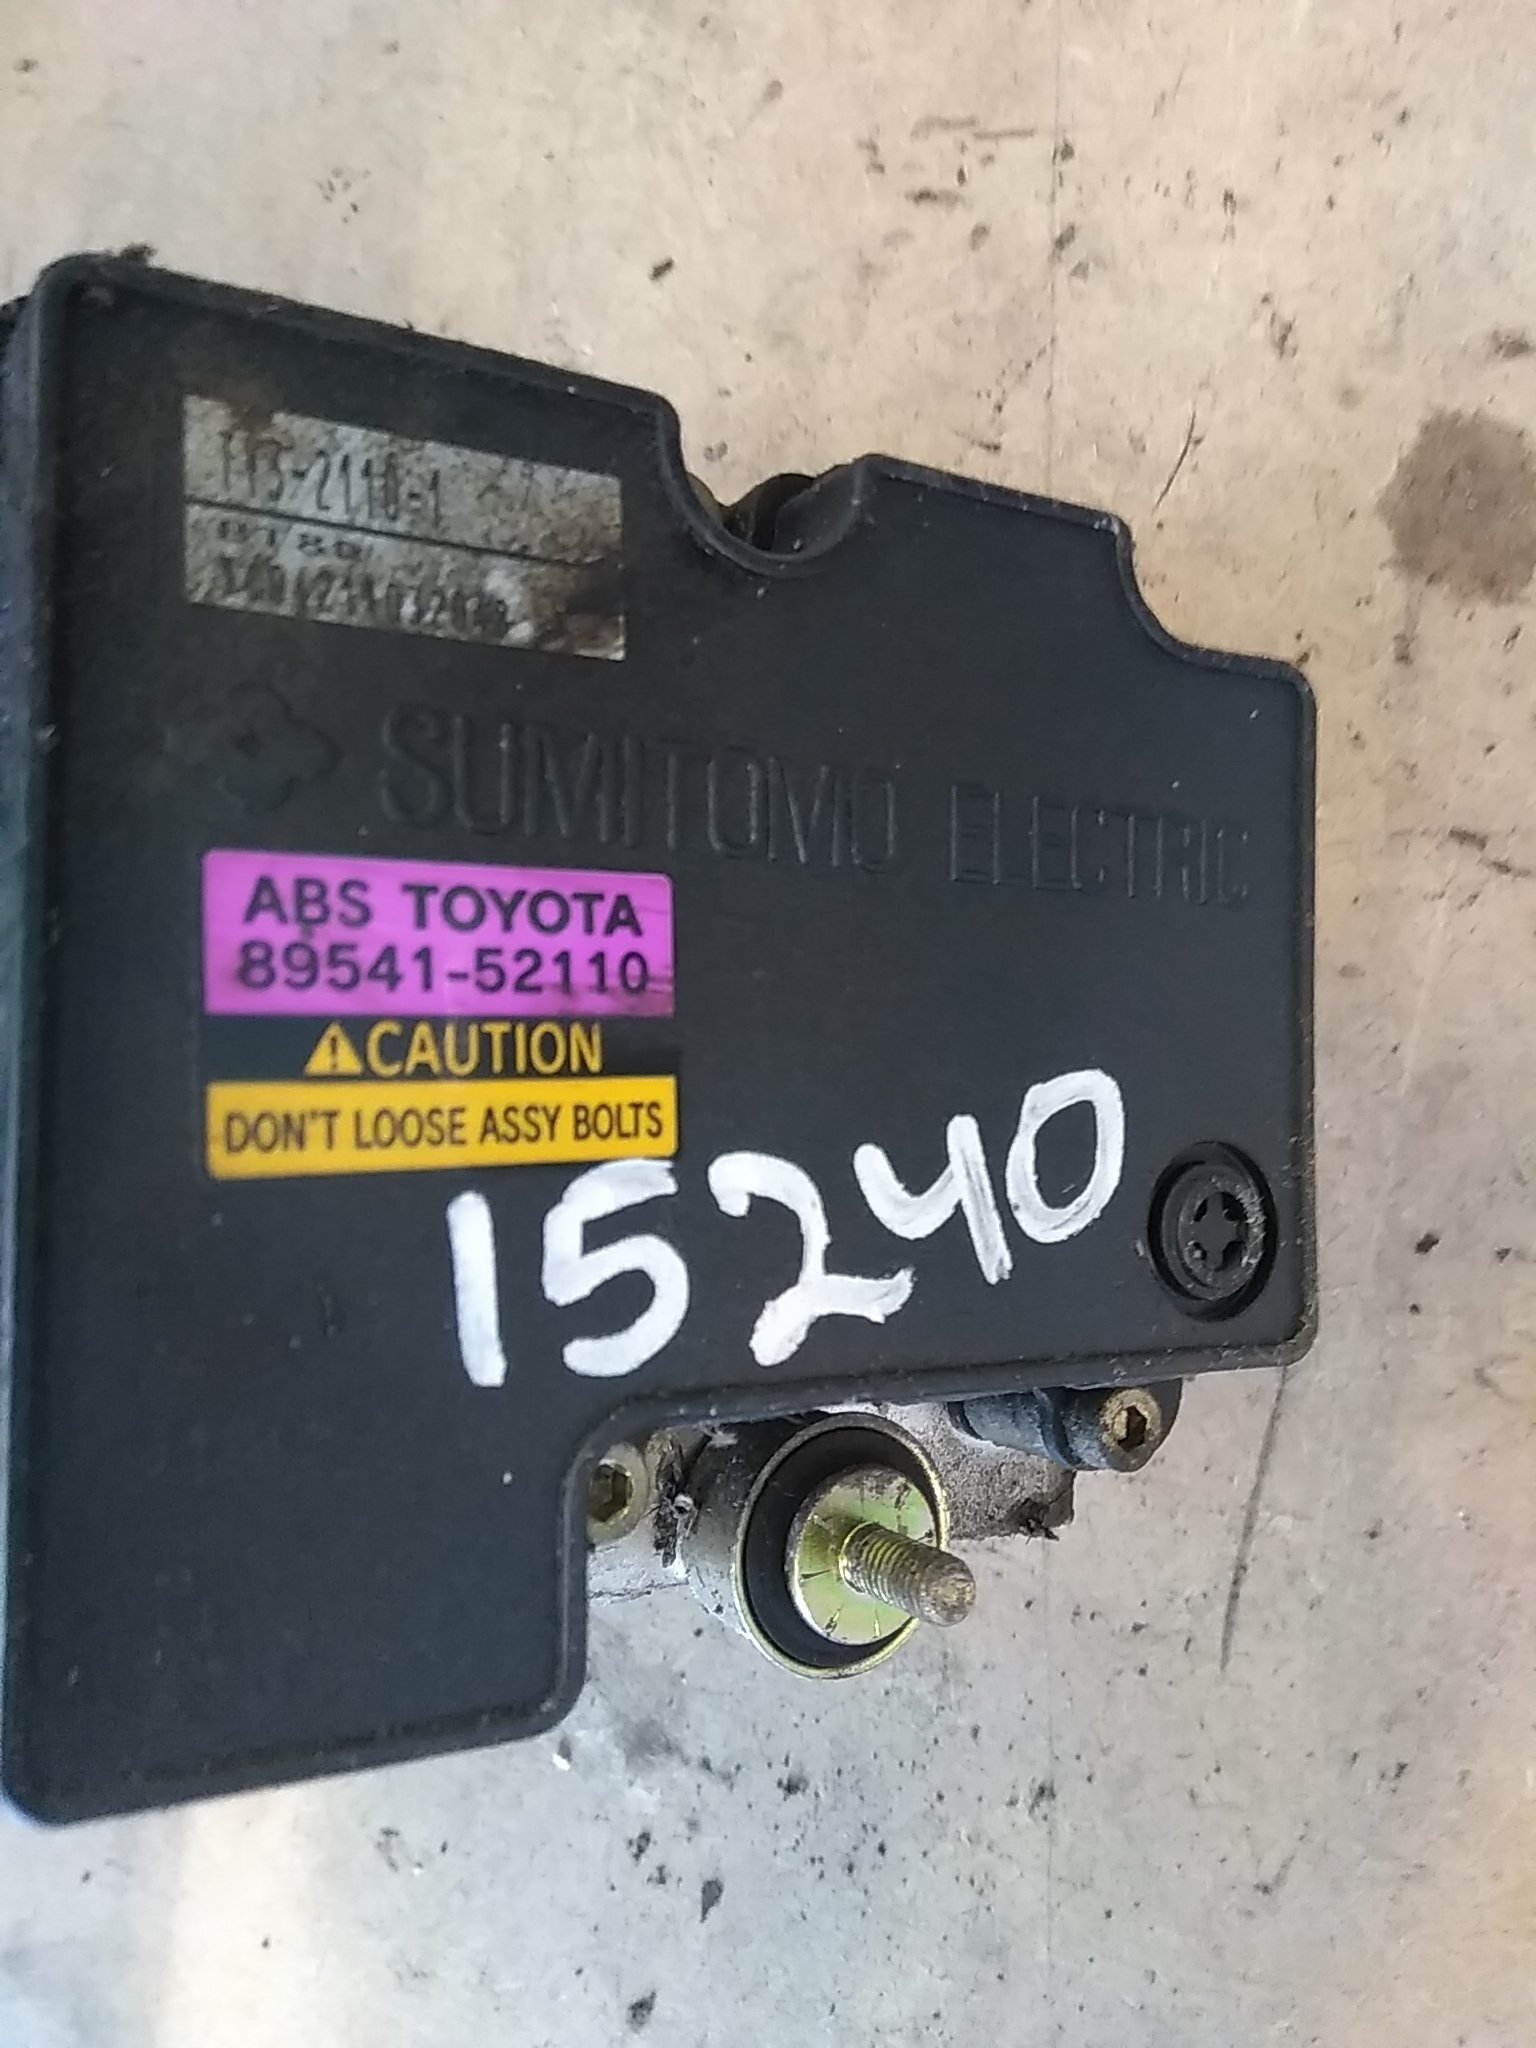 SUMITOMO ELECTRIC
ABS TOYOTA
89541-52110
CAUTION
DON'T LOOSE ASSY BOLTS
15240